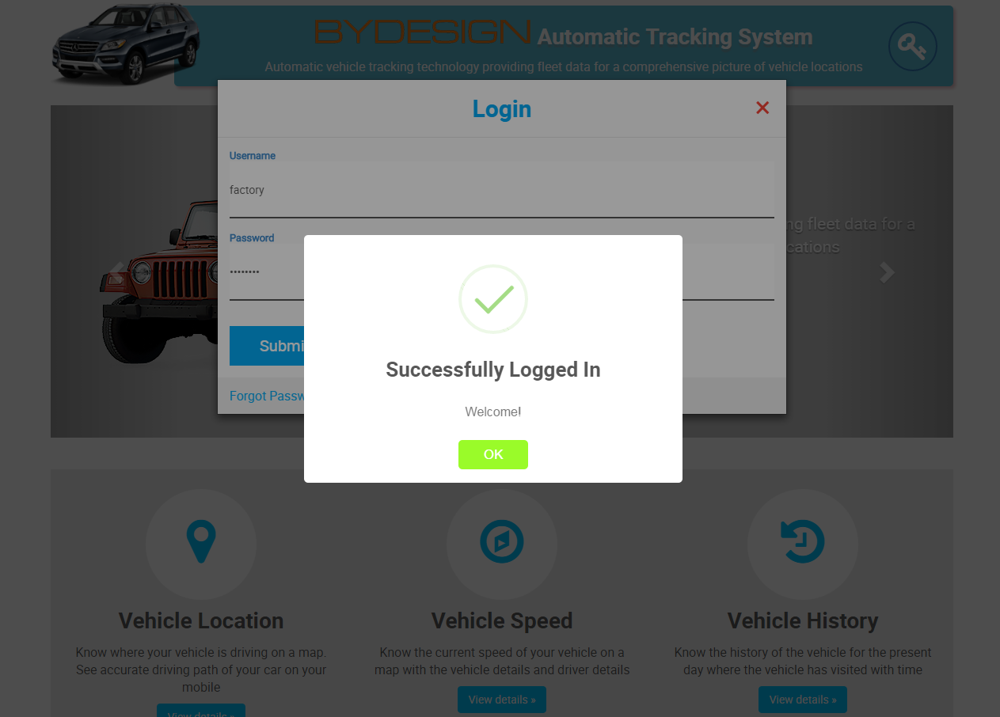 BYDESIGN Automatic Tracking System
Automatic vehicle tracking technology providing fleet data for a comprehensive picture of vehicle locations
Login
Username
factory
ng fleet data for a
cations
Password
••••••••
Submi
Forgot Passw
Successfully Logged In
Welcome!
OK
Vehicle Location
Know where your vehicle is driving on a map.
See accurate driving path of your car on your
mobile
View details »
Vehicle Speed
Know the current speed of your vehicle on a
map with the vehicle details and driver details
View details »
Vehicle History
Know the history of the vehicle for the present
day where the vehicle has visited with time
View details »